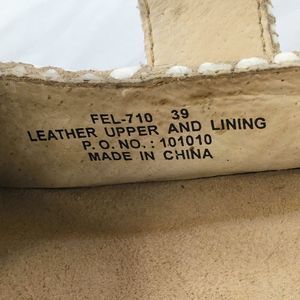 FEL-710 39
LEATHER UPPER AND LINING
P.O. NO.: 101010
MADE IN CHINA